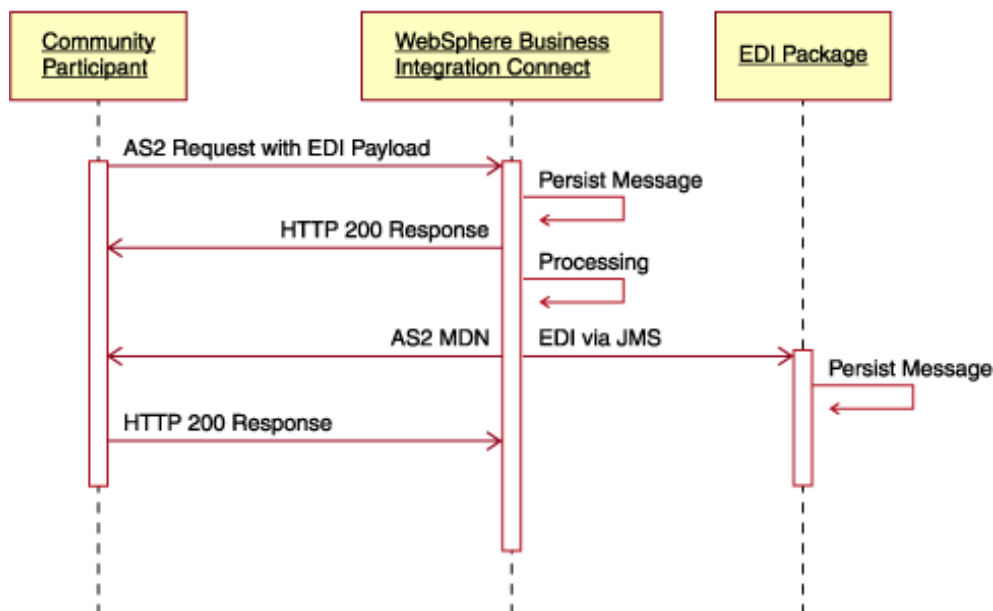 Community
Participant
WebSphere Business
Integration Connect
EDI Package
AS2 Request with EDI Payload
Persist Message
HTTP 200 Response
Processing
AS2 MDN
EDI via JMS
Persist Message
HTTP 200 Response